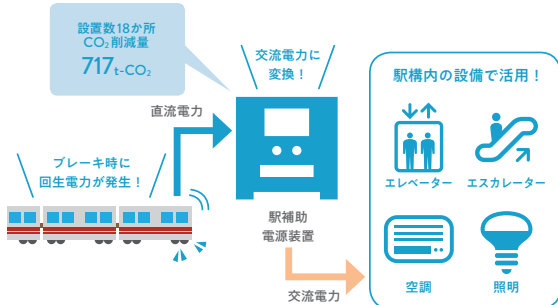 設置数18か所
CO₂削減量
717t-CO₂
交流電力に
変換！
直流電力
ブレーキ時に
回生電力が発生！
駅補助
電源装置
交流電力
駅構内の設備で活用！
エレベーター
エスカレーター
空調
照明